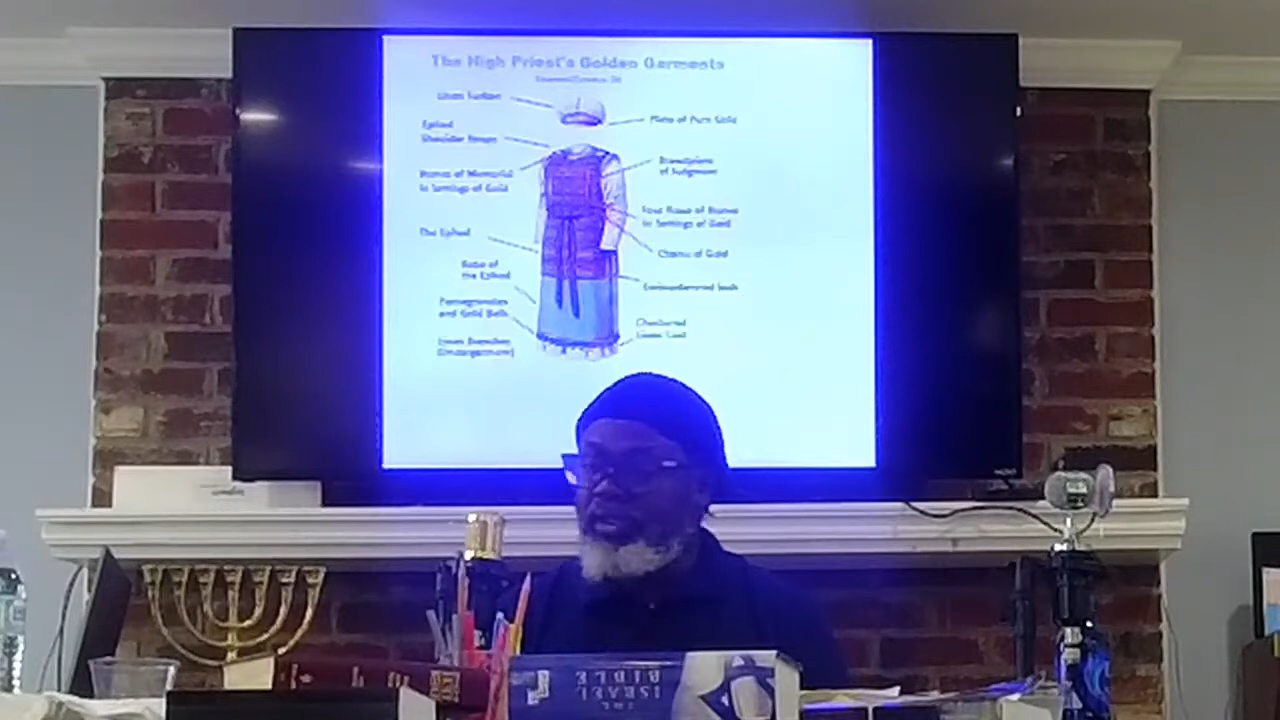 The High Priest's Golden Garments
Linen Turban
Plate of Pure Gold
Ephod
Shoulder Straps
Breastpiece
of Judgment
Stones of Memorial
in Settings of Gold
Four Rows of Stones
in Settings of Gold
The Ephod
Chains of Gold
Robe of
the Ephod
Embroidered Sash
Pomegranates
and Gold Bells
Checkered
Linen Coat
Linen Breeches
(Undergarment)
THE
ISRAEL
BIBLE